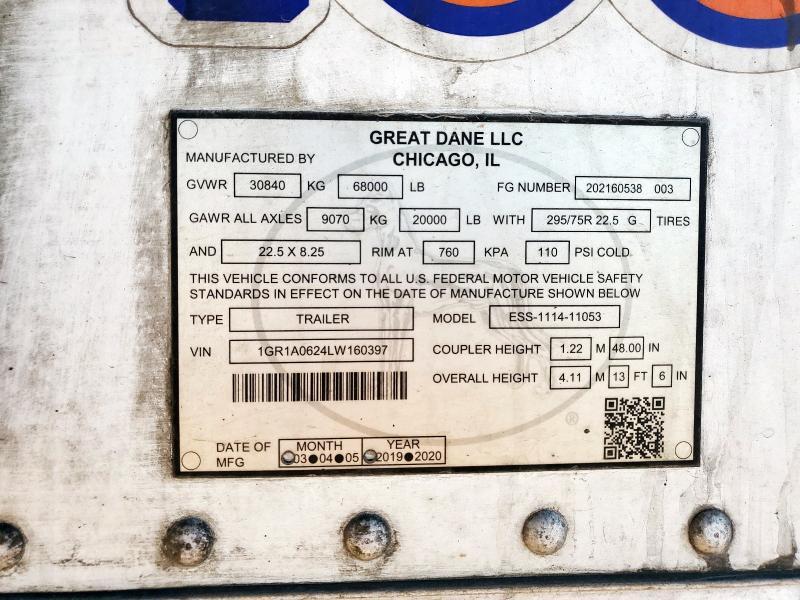 GREAT DANE LLC
MANUFACTURED BY CHICAGO, IL
GVWR 30840 KG 68000 LB FG NUMBER 202160538 003
GAWR ALL AXLES 9070 KG 20000 LB WITH 295/75R 22.5 G TIRES
AND 22.5 X 8.25 RIM AT 760 KPA 110 PSI COLD.
THIS VEHICLE CONFORMS TO ALL U.S. FEDERAL MOTOR VEHICLE SAFETY
STANDARDS IN EFFECT ON THE DATE OF MANUFACTURE SHOWN BELOW
TYPE TRAILER MODEL ESS-1114-11053
VIN 1GR1A0624LW160397 COUPLER HEIGHT 1.22 M 48.00 IN
OVERALL HEIGHT 4.11 M 13 FT 6 IN
®
DATE OF MFG MONTH YEAR
03 04 05 2019 2020